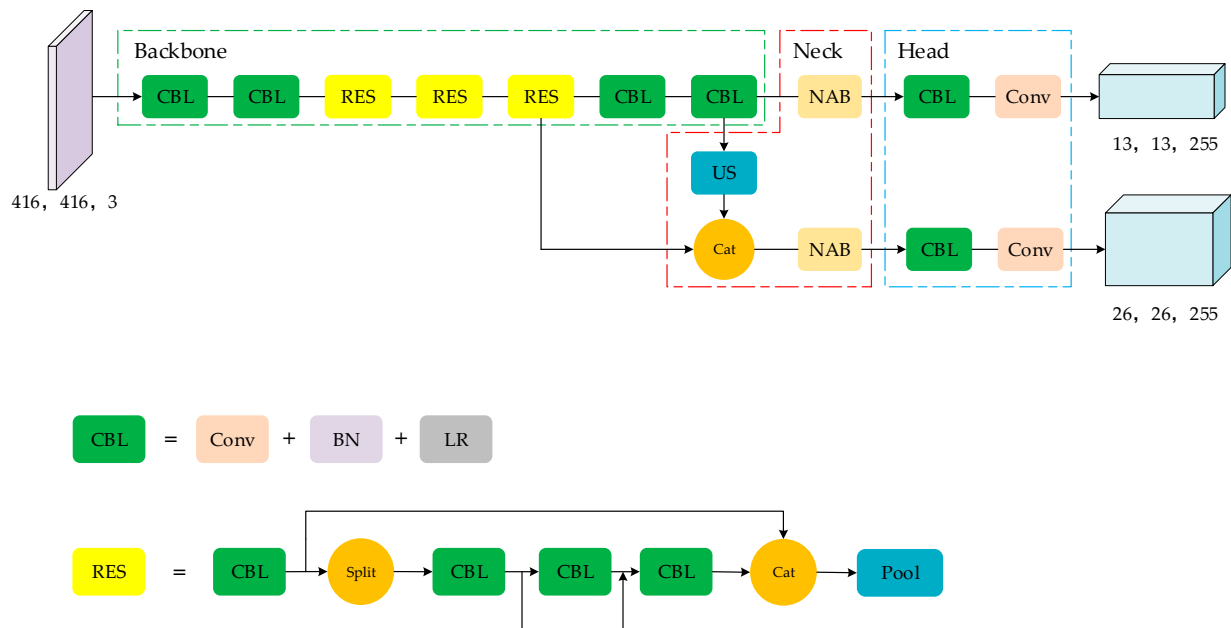 Backbone
Neck
Head
CBL CBL RES RES RES CBL CBL NAB CBL Conv
13, 13, 255
US
416, 416, 3
Cat NAB CBL Conv
26, 26, 255
CBL = Conv + BN + LR
RES = CBL Split CBL CBL CBL Cat Pool